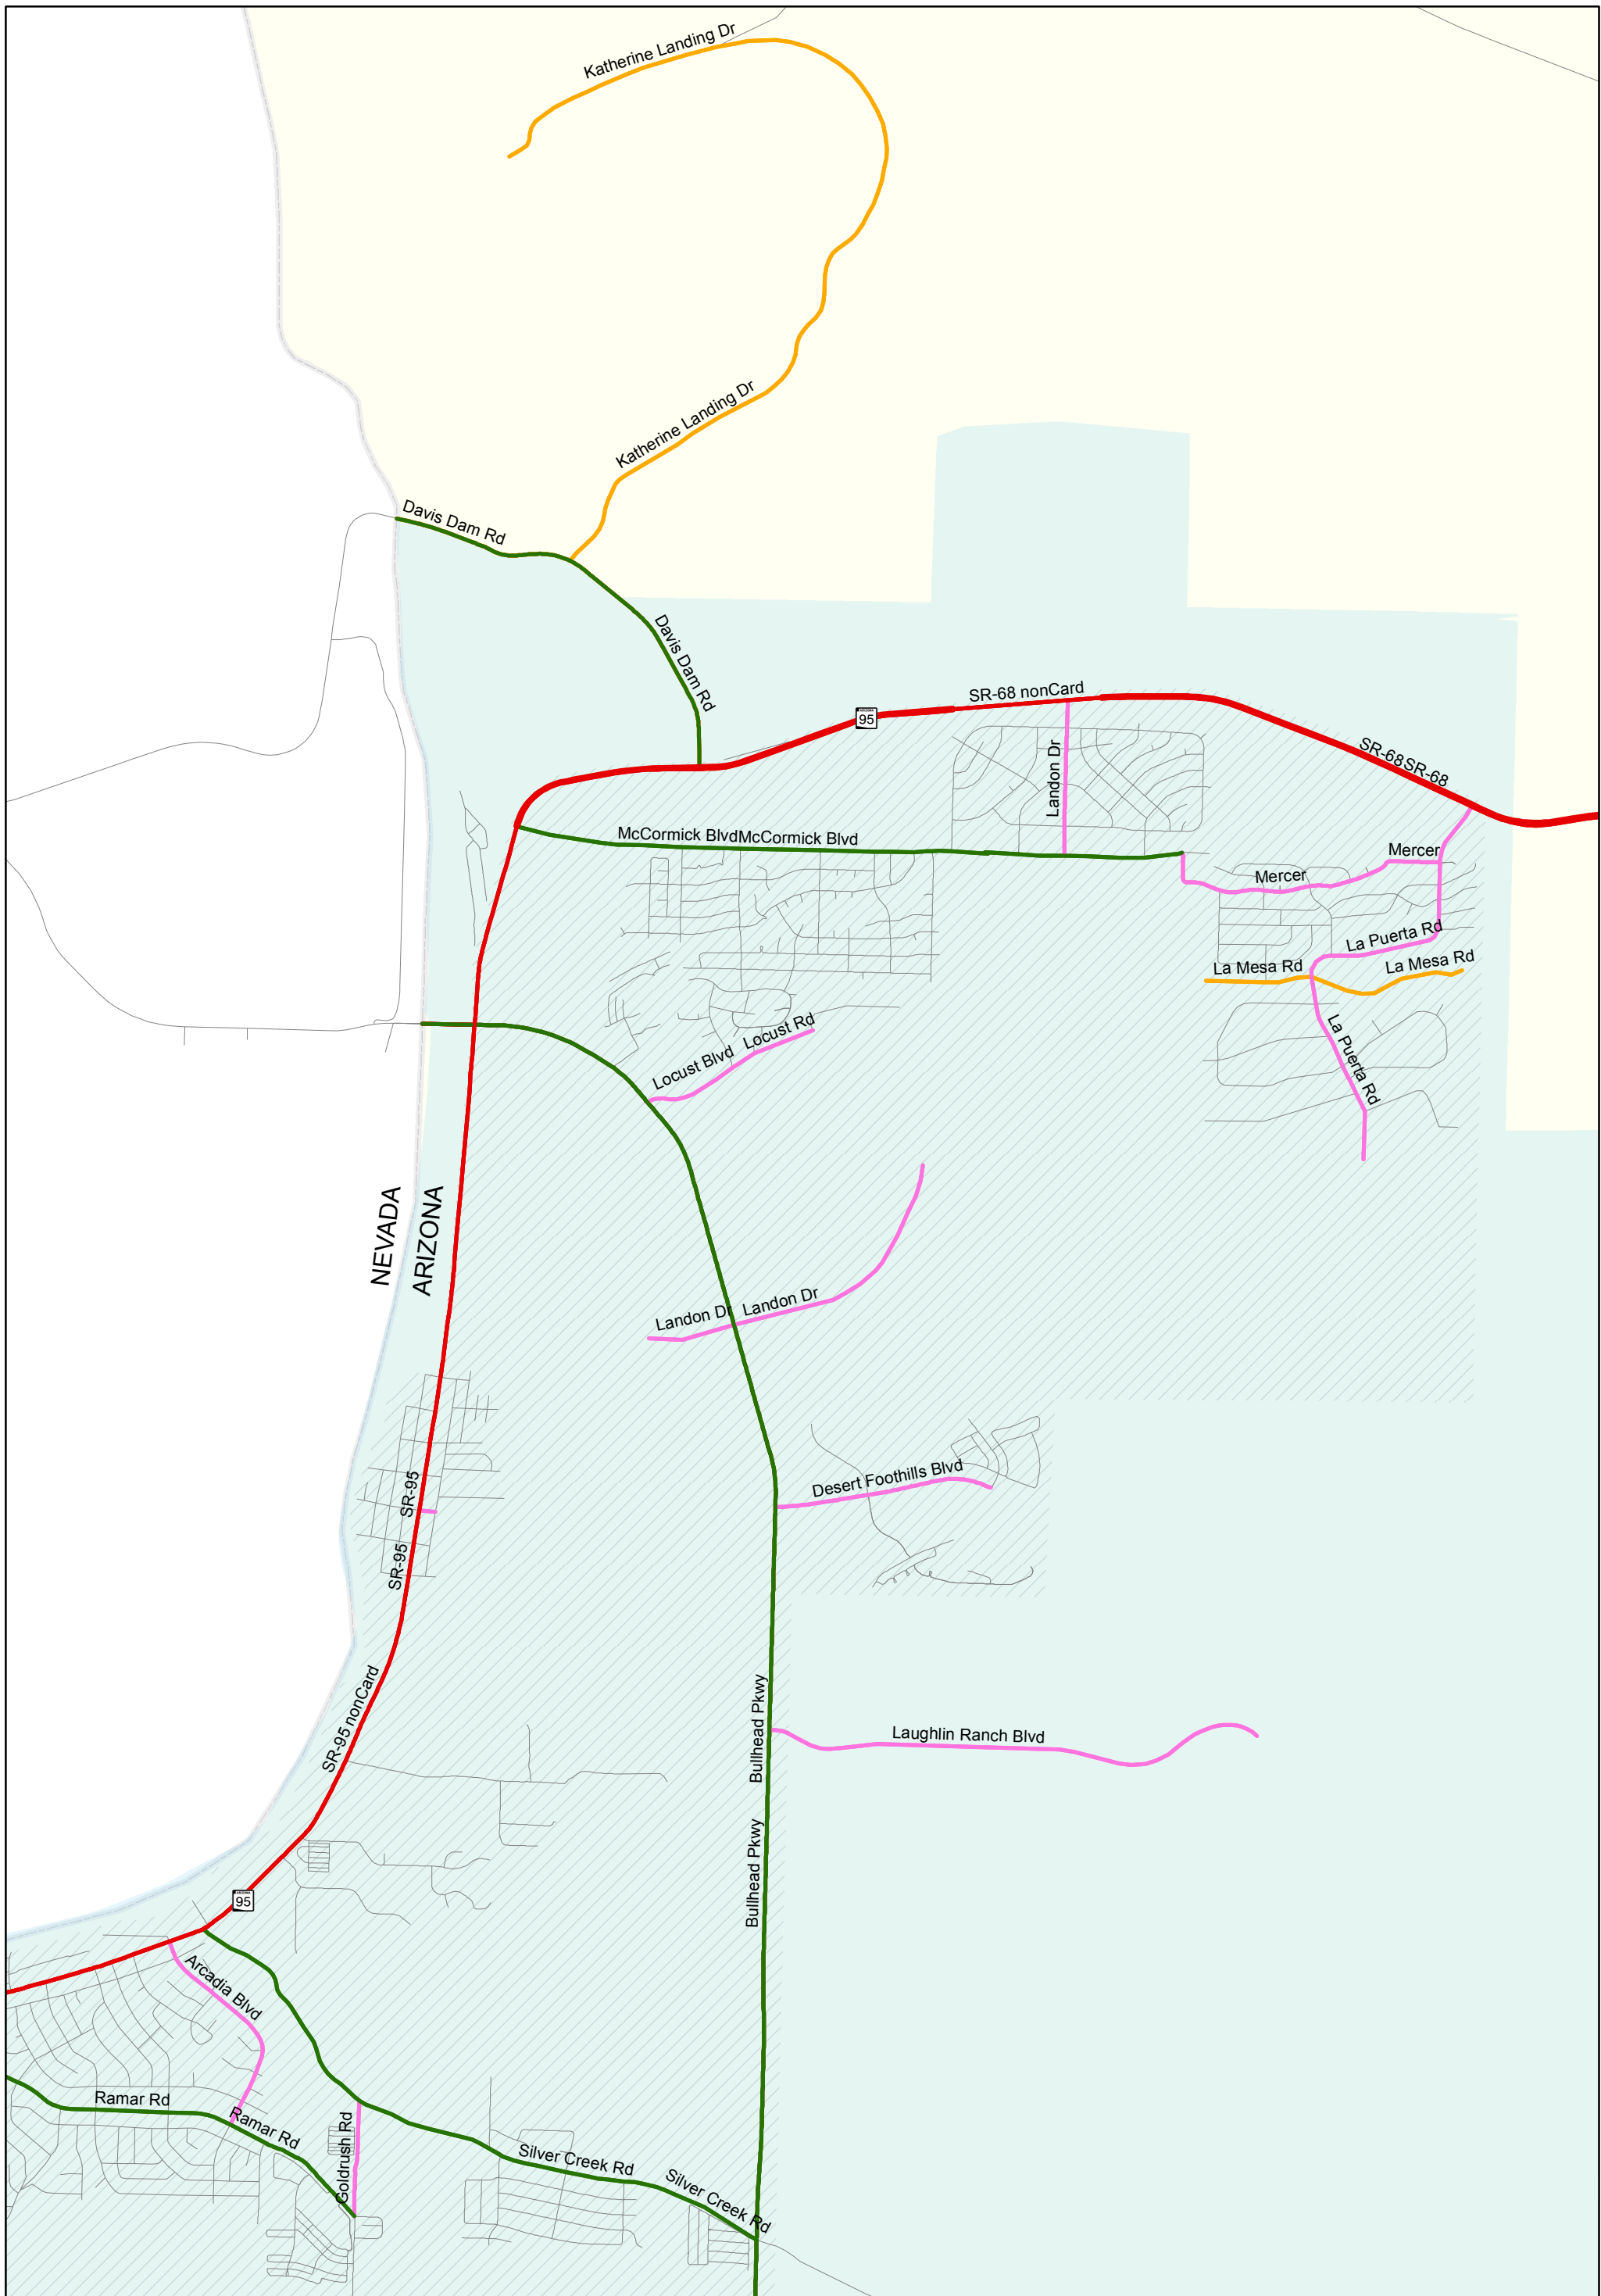 Katherine Landing Dr
Katherine Landing Dr
Davis Dam Rd
Davis Dam Rd
SR-68 nonCard
95
SR-68SR-68
Landon Dr
McCormick BlvdMcCormick Blvd
Mercer
Mercer
La Puerta Rd
La Mesa Rd
La Mesa Rd
La Puerta Rd
Locust Blvd
Locust Rd
NEVADA
ARIZONA
Landon Dr
Landon Dr
Desert Foothills Blvd
SR-95
SR-95
SR-95 nonCard
Bullhead Pkwy
Laughlin Ranch Blvd
Bullhead Pkwy
95
Arcadia Blvd
Ramar Rd
Ramar Rd
Goldrush Rd
Silver Creek Rd
Silver Creek Rd